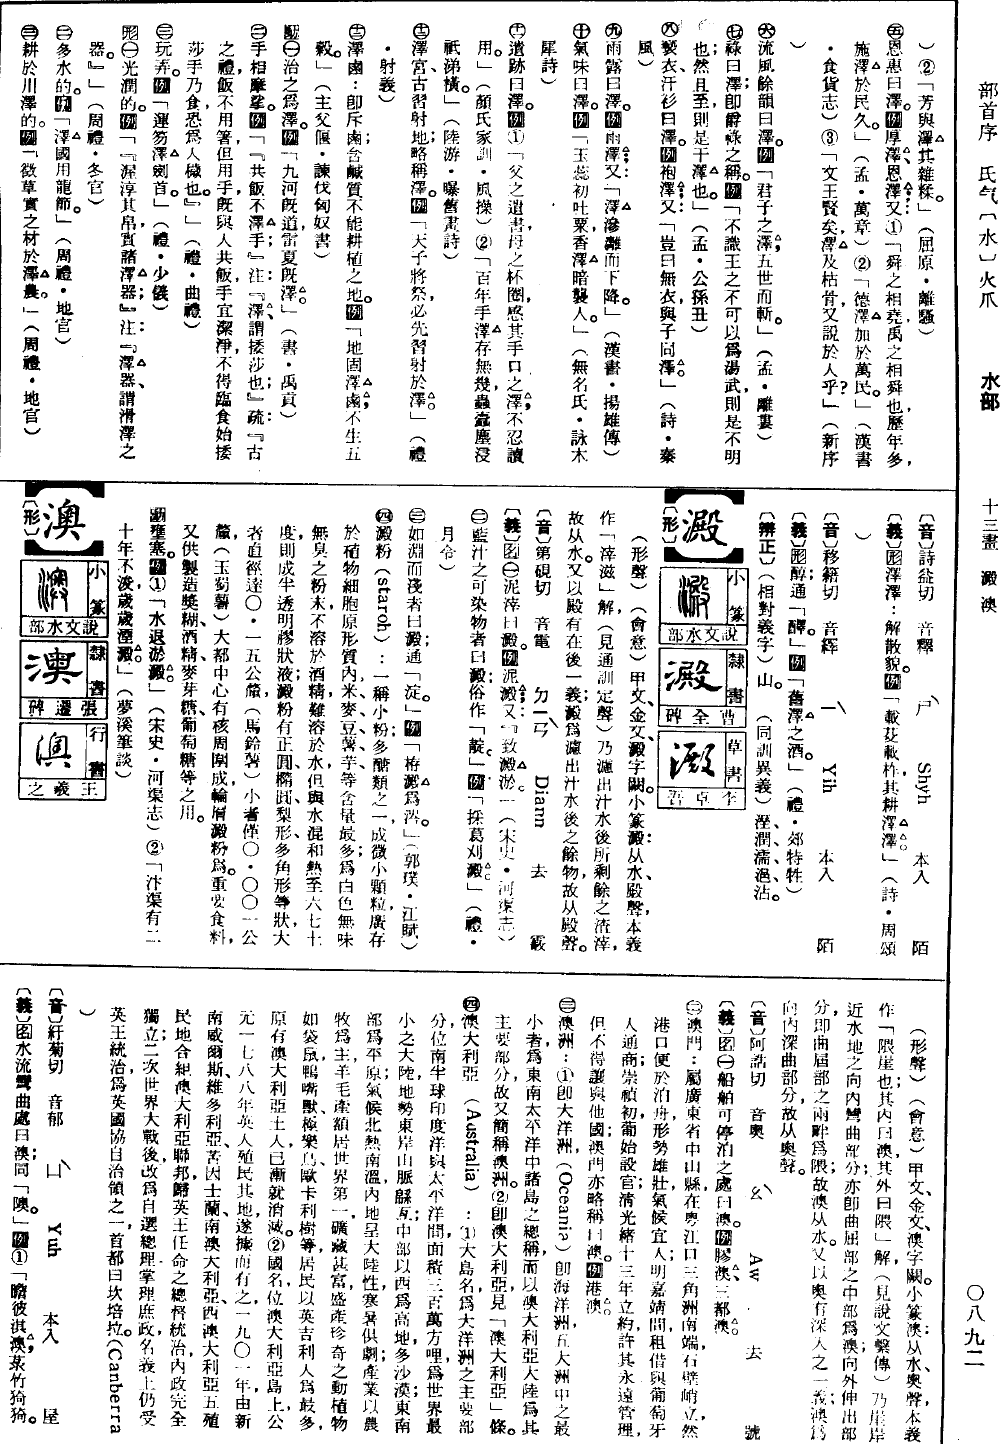 部首序　氏气〔水〕火爪　水部　十三畫　澱　澳　〇八九二
）②「芳與澤其雜糅。」（屈原・離騷）
㊄恩惠曰澤。例厚澤、恩澤；又：①「舜之相堯，禹之相舜也，歷年多，
施澤於民久。」（孟・萬章）②「德澤加於萬民。」（漢書
・食貨志）③「文王賢矣，澤及枯骨，又況於人乎？」（新序
）
㊅流風餘韻曰澤。例「君子之澤，五世而斬。」（孟・離婁）
㊆祿曰澤；即爵祿之稱。例「不識王之不可以爲湯武，則是不明
也；然且至，則是干澤也。」（孟・公孫丑）
㊇褻衣、汗衫曰澤。例袍澤；又：「豈曰無衣，與子同澤。」（詩・秦
風）
㊈雨露曰澤。例雨澤；又：「澤滲灕而下降。」（漢書・揚雄傳）
㊉氣味曰澤。例「玉蕊初吐粟，香澤暗襲人。」（無名氏・詠木
犀詩）
遺跡曰澤。例①「父之遺書，母之杯圈，感其手口之澤，不忍讀
用。」（顏氏家訓・風操）②「百年手澤存無幾，蟲蠹塵浸
祇涕橫。」（陸游・曝舊畫詩）
澤宮，古習射地，略稱澤。例「天子將祭，必先習射於澤。」（禮
・射義）
澤鹵：即斥鹵，含鹹質不能耕植之地。例「地固澤鹵，不生五
穀。」（主父偃・諫伐匈奴書）
動㊀治之爲澤。例「九河既道，雷夏既澤。」（書・禹貢）
㊁手相摩挲。例「『共飯不澤手。』注：『澤，謂捼莎也；』疏：『古
之禮，飯不用箸，但用手，既與人共飯，手宜潔淨，不得臨食始捼
莎手乃食，恐爲人穢也。』」（禮・曲禮）
㊂玩弄。例「運笏澤劍首。」（禮・少儀）
形㊀光潤的。例「『渥淳其帛，實諸澤器；』注：『澤器，謂滑澤之
器。』」（周禮・冬官）
㊁多水的。例「澤國用龍節。」（周禮・地官）
㊂耕於川澤的。例「徵草貢之材於澤農。」（周禮・地官）
〔音〕詩益切　音釋　ㄕˋ　Shyh　本入　陌
〔義〕形澤澤：解散貌。例「載芟載柞，其耕澤澤。」（詩・周頌
）
〔音〕移籍切　音繹　ㄧˋ　Yih　本入　陌
〔義〕形醇；通「醳」。例「舊澤之酒。」（禮・郊特牲）
〔辨正〕（相對義字）山。　（同訓異義）溼、潤、濡、浥、沾。
澱
〔形〕
小篆　說文水部
隸書　曹全碑
草書　李卓吾
（形聲）（會意）甲文、金文、澱字闕。小篆澱：从水，殿聲，本義
作「滓滋」解（見通訓定聲）乃濾出汁水後所剩餘之渣滓，
故从水。又以殿有在後一義，澱爲濾出汁水後之餘物，故从殿聲。
〔音〕第硯切　音電　ㄉㄧㄢˋ　Diann　去　霰
〔義〕名㊀泥滓曰澱。例泥澱；又：「致澱淤。」（宋史・河渠志）
㊁藍汁之可染物者曰澱；俗作「靛」。例「採葛刈澱。」（禮・
月令）
㊂如淵而淺者曰澱；通「淀」。例「栫澱爲涔。」（郭璞・江賦）
㊃澱粉（staroh）：一稱小粉，多醣類之一，成微小顆粒，廣存
於植物細胞原形質內，米、麥、豆、薯、芋等含量最多，爲白色無味
無臭之粉末，不溶於酒精，難溶於水，但與水混和熱至六七十
度，則成半透明膠狀液；澱粉有正圓、橢圓、梨形、多角形等狀，大
者直徑達〇・一五公釐，（馬鈴薯）小者僅〇・〇〇一公
釐，（玉蜀黍）大都中心有核，周圍成輪層，澱粉爲重要食料，
又供製造漿糊、酒精、麥芽糖、葡萄糖等之用。
動壅塞。例①「水退淤澱。」（宋史・河渠志）②「汴渠有二
十年不浚，歲歲湮澱。」（夢溪筆談）
澳
〔形〕
小篆　說文水部
隸書　張遷碑
行書　王羲之
（形聲）（會意）甲文、金文、澳字闕。小篆澳：从水，奧聲，本義
作「隈崖也，其內曰澳，其外曰隈」解（見說文繫傳）乃崖岸
近水地之向內彎曲部分；亦即曲屈部之中部爲澳，向外伸出部
分，即曲屈部之兩畔爲隈；故澳从水。又以奧有深入之一義，澳爲
向內深曲部分，故从奧聲。
〔音〕阿誥切　音奧　ㄠˋ　Aw　去　號
〔義〕名㊀船舶可停泊之處曰澳。例膠澳、三都澳。
㊁澳門：屬廣東省中山縣，在粵江口三角洲南端，石壁峭立，然
港口便於泊舟，形勢雄壯，氣候宜人，明嘉靖間租借與葡萄牙
人通商，崇禎初葡始設官，清光緒十三年立約許其永遠管理，
但不得讓與他國；澳門亦略稱曰澳。例港澳。
㊂澳洲：①即大洋洲（Oceania）即海洋洲，五大洲中之最
小者，爲東南太平洋中諸島之總稱，而以澳大利亞大陸爲其
主要部分，故又簡稱澳洲。②即澳大利亞。見「澳大利亞」條。
㊃澳大利亞（Australia）：①大島名，爲大洋洲之主要部
分，位南半球印度洋與太平洋間，面積三百萬方哩，爲世界最
小之大陸，地勢東岸山脈緜亙，中部以西爲高地，多沙漠，東南
部爲平原，氣候北熱南溫，內地呈大陸性，寒暑俱劇，產業以農
牧爲主，羊毛產額居世界第一，礦藏甚富，盛產珍奇之動植物
如袋鼠、鴨嘴獸、極樂鳥、歐卡利樹等，居民以英吉利人爲最多，
原有澳大利亞土人已漸就消滅。②國名，位澳大利亞島上，公
元一七八八年英人殖民其地，遂據而有之，一九〇一年由新
南威爾斯、維多利亞、昆因士蘭、南澳大利亞、西澳大利亞五殖
民地合組澳大利亞聯邦，歸英王任命之總督統治，內政完全
獨立；二次世界大戰後，改爲自選總理掌理庶政，名義上仍受
英王統治，爲英國協自治領之一，首都曰坎培拉。（Canberra
）
〔音〕紆菊切　音郁　ㄩˋ　Yuh　本入　屋
〔義〕名水流彎曲處曰澳；同「隩」。例①「瞻彼淇澳，菉竹猗猗。